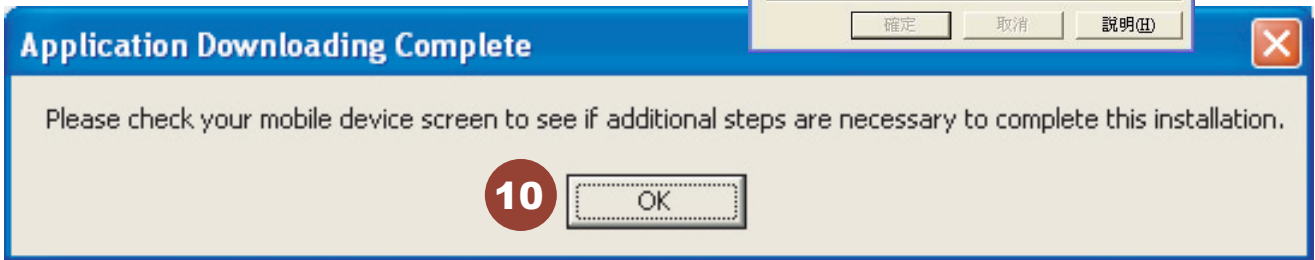 確定 取消 說明(H)
Application Downloading Complete
Please check your mobile device screen to see if additional steps are necessary to complete this installation.
10 OK